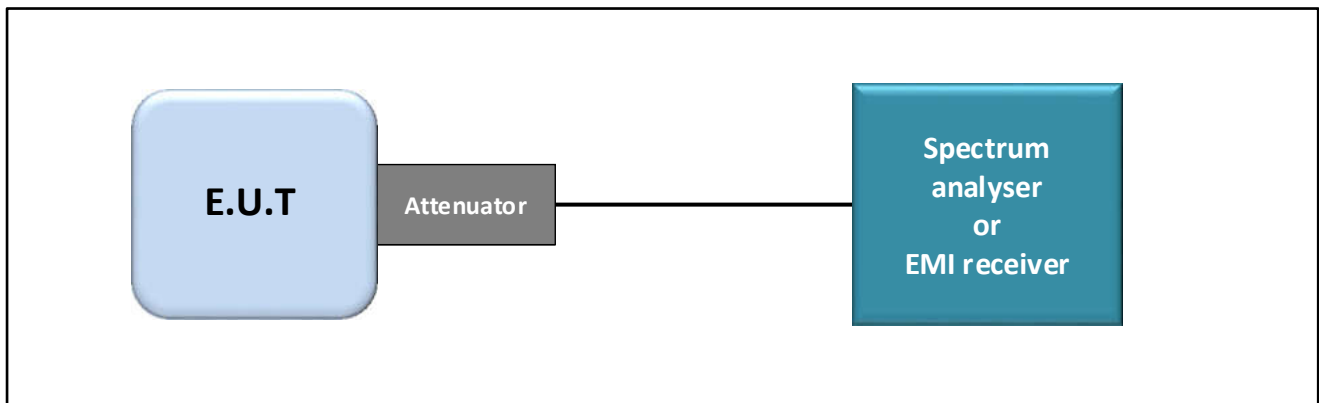 E.U.T
Attenuator
Spectrum
analyser
or
EMI receiver